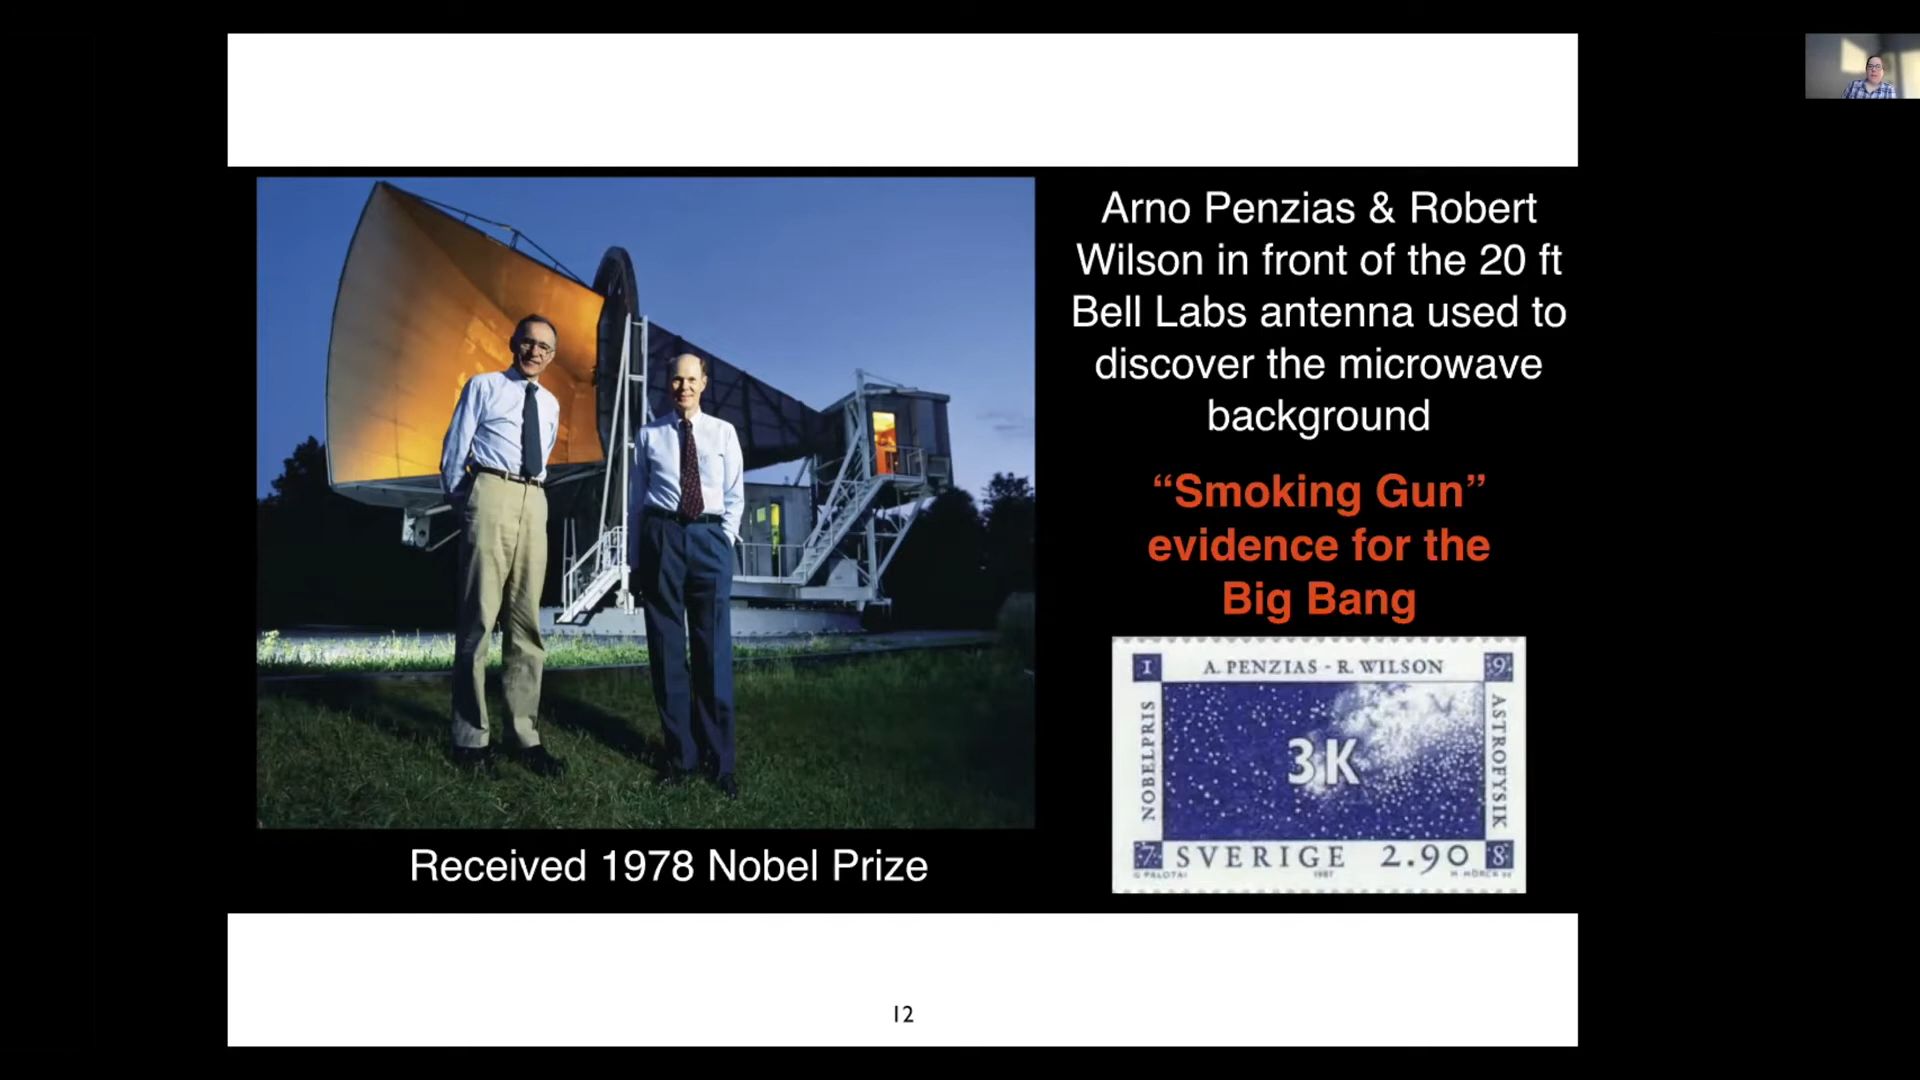 Arno Penzias & Robert
Wilson in front of the 20 ft
Bell Labs antenna used to
discover the microwave
background
“Smoking Gun”
evidence for the
Big Bang
1
A. PENZIAS - R. WILSON
9
NOBELPRIS
3K
ASTROFYSIK
7
SVERIGE 2.90
8
1987
Received 1978 Nobel Prize
12